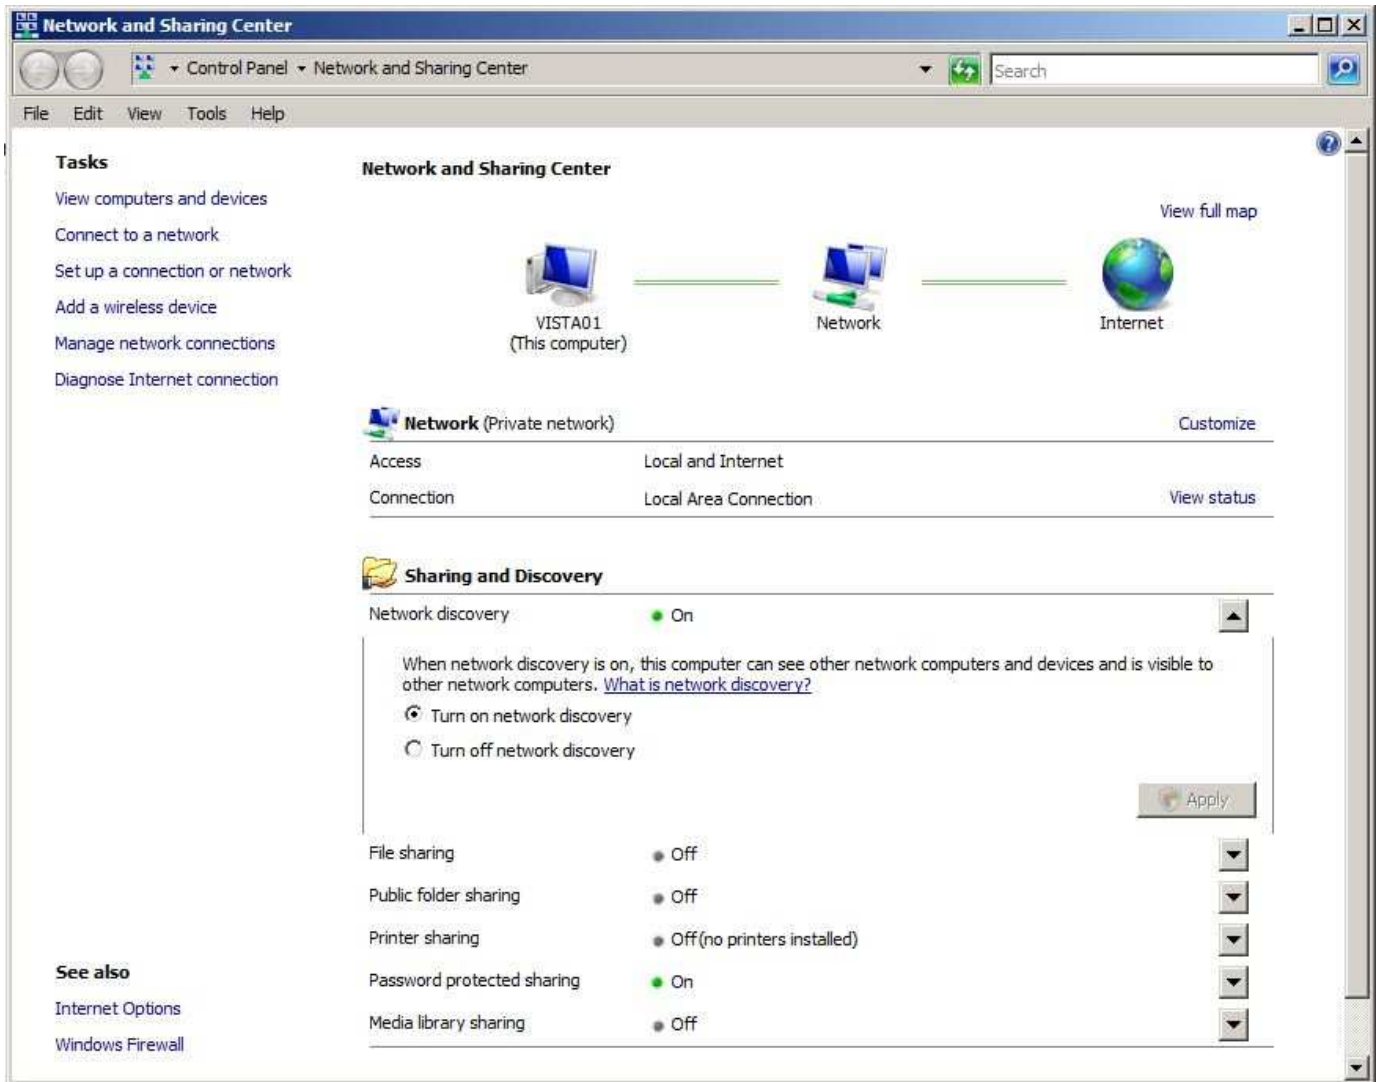 Network and Sharing Center
Control Panel Network and Sharing Center
Search
File Edit View Tools Help
Tasks
View computers and devices
Connect to a network
Set up a connection or network
Add a wireless device
Manage network connections
Diagnose Internet connection
See also
Internet Options
Windows Firewall
Network and Sharing Center
View full map
VISTA01
(This computer)
Network
Internet
Network (Private network) Customize
Access Local and Internet
Connection Local Area Connection View status
Sharing and Discovery
Network discovery On
When network discovery is on, this computer can see other network computers and devices and is visible to
other network computers. What is network discovery?
Turn on network discovery
Turn off network discovery
Apply
File sharing Off
Public folder sharing Off
Printer sharing Off(no printers installed)
Password protected sharing On
Media library sharing Off